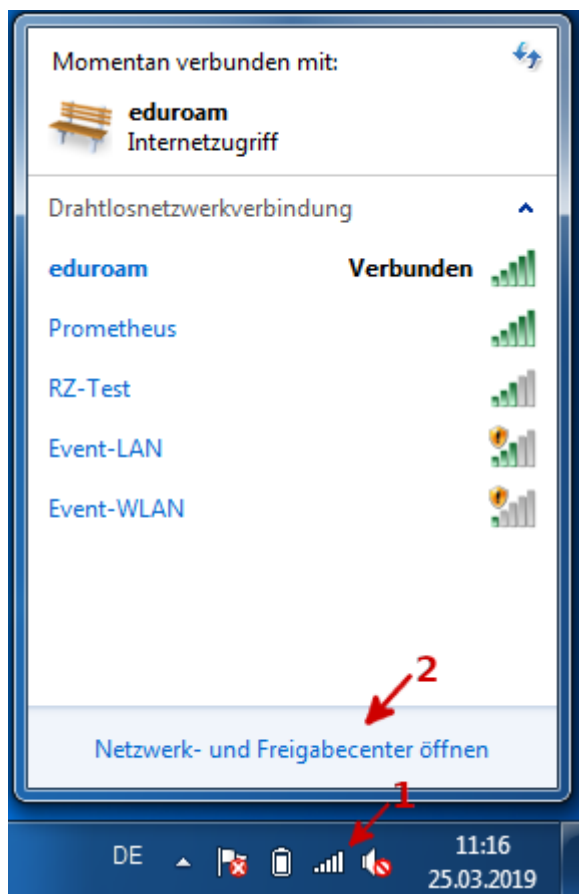 Momentan verbunden mit:
eduroam
Internetzugriff
Drahtlosnetzwerkverbindung
eduroam Verbunden
Prometheus
RZ-Test
Event-LAN
Event-WLAN
2
Netzwerk- und Freigabecenter öffnen
1
DE 11:16
25.03.2019